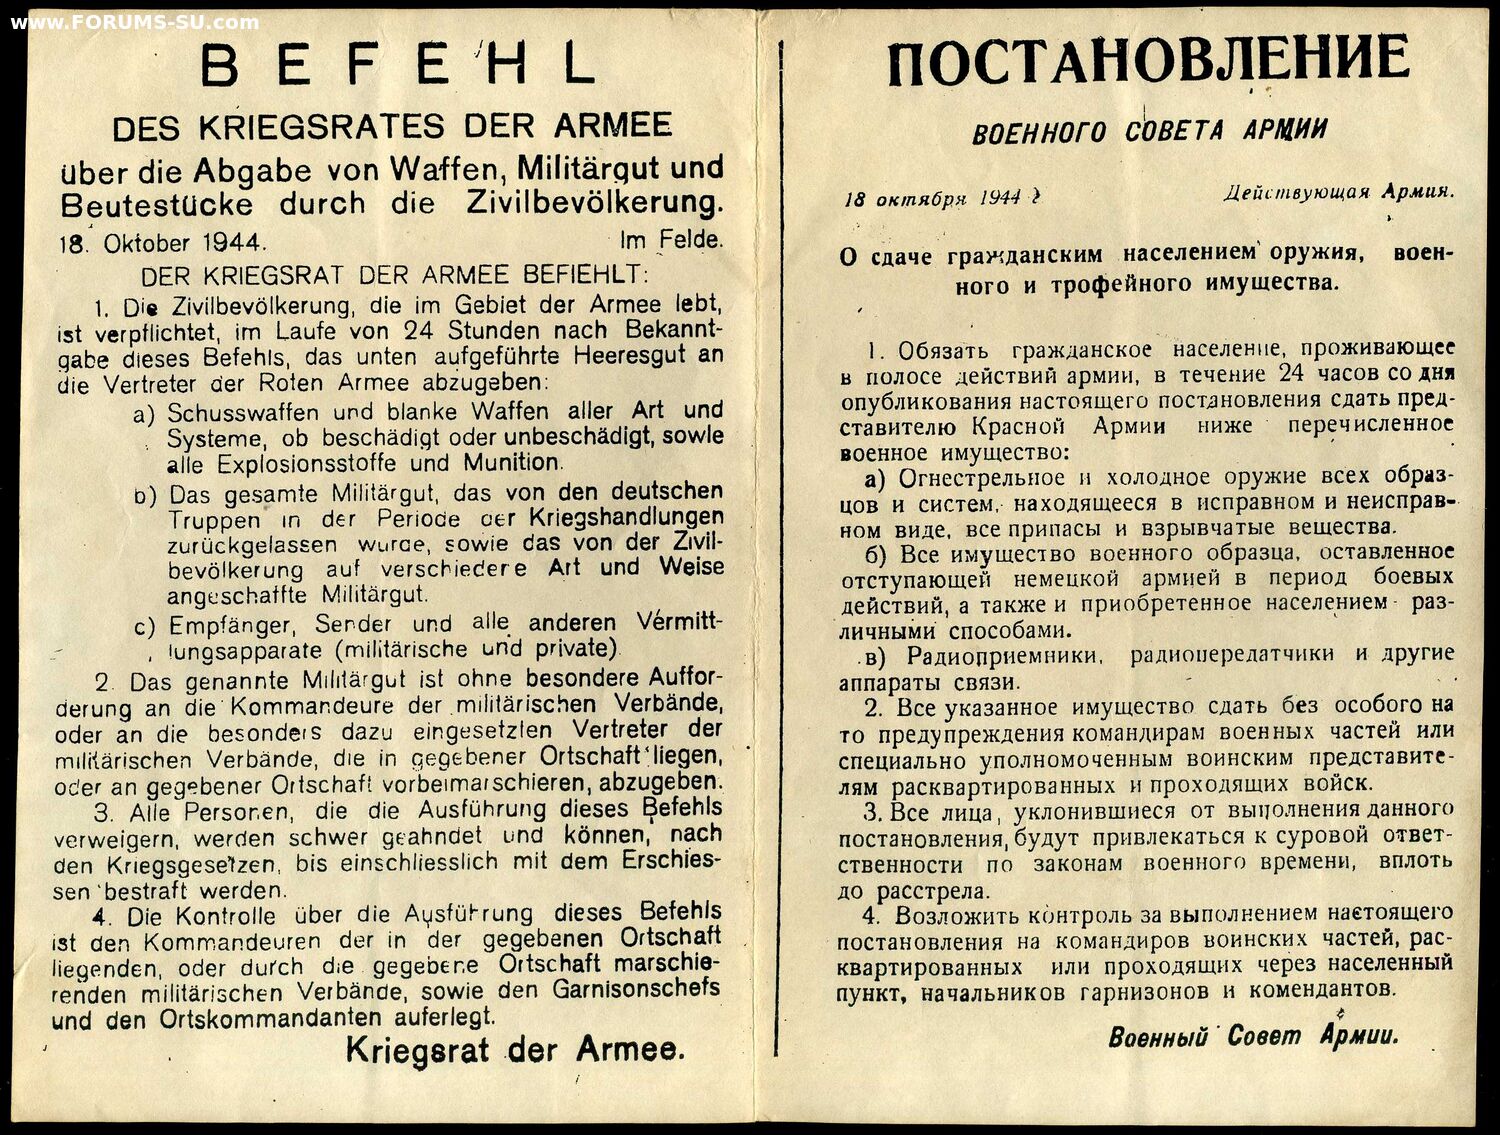 www.FORUMS-SU.com
BEFEHL
DES KRIEGSRATES DER ARMEE
über die Abgabe von Waffen, Militärgut und
Beutestücke durch die Zivilbevölkerung.
18. Oktober 1944. Im Felde.
DER KRIEGSRAT DER ARMEE BEFIEHLT:
1. Die Zivilbevölkerung, die im Gebiet der Armee lebt,
ist verpflichtet, im Laufe von 24 Stunden nach Bekannt-
gabe dieses Befehls, das unten aufgeführte Heeresgut an
die Vertreter der Roten Armee abzugeben:
a) Schusswaffen und blanke Waffen aller Art und
Systeme, ob beschädigt oder unbeschädigt, sowie
alle Explosionsstoffe und Munition.
b) Das gesamte Militärgut, das von den deutschen
Truppen in der Periode der Kriegshandlungen
zurückgelassen wurde, sowie das von der Zivil-
bevölkerung auf verschiedere Art und Weise
angeschaffte Militärgut.
c) Empfänger, Sender und alle anderen Vermitt-
lungsapparate (militärische und private)
2. Das genannte Militärgut ist ohne besondere Auffor-
derung an die Kommandeure der militärischen Verbände,
oder an die besonders dazu eingesetzten Vertreter der
militärischen Verbände, die in gegebener Ortschaft liegen,
oder an gegebener Ortschaft vorbeimarschieren, abzugeben.
3. Alle Personen, die die Ausführung dieses Befehls
verweigern, werden schwer geahndet und können, nach
den Kriegsgesetzen, bis einschliesslich mit dem Erschies-
sen bestraft werden.
4. Die Kontrolle über die Ausführung dieses Befehls
ist den Kommandeuren der in der gegebenen Ortschaft
liegenden, oder durch die gegebene Ortschaft marschie-
renden militärischen Verbände, sowie den Garnisonschefs
und den Ortskommandanten auferlegt.
Kriegsrat der Armee.
ПОСТАНОВЛЕНИЕ
ВОЕННОГО СОВЕТА АРМИИ
18 октября 1944 г Действующая Армия.
О сдаче гражданским населением оружия, воен-
ного и трофейного имущества.
1. Обязать гражданское население, проживающее
в полосе действий армии, в течение 24 часов со дня
опубликования настоящего постановления сдать пред-
ставителю Красной Армии ниже перечисленное
военное имущество:
а) Огнестрельное и холодное оружие всех образ-
цов и систем, находящееся в исправном и неисправ-
ном виде, все припасы и взрывчатые вещества.
б) Все имущество военного образца, оставленное
отступающей немецкой армией в период боевых
действий, а также и приобретенное населением раз-
личными способами.
в) Радиоприемники, радиопередатчики и другие
аппараты связи.
2. Все указанное имущество сдать без особого на
то предупреждения командирам военных частей или
специально уполномоченным воинским представите-
лям расквартированных и проходящих войск.
3. Все лица, уклонившиеся от выполнения данного
постановления, будут привлекаться к суровой ответ-
ственности по законам военного времени, вплоть
до расстрела.
4. Возложить контроль за выполнением настоящего
постановления на командиров воинских частей, рас-
квартированных или проходящих через населенный
пункт, начальников гарнизонов и комендантов.
Военный Совет Армии.